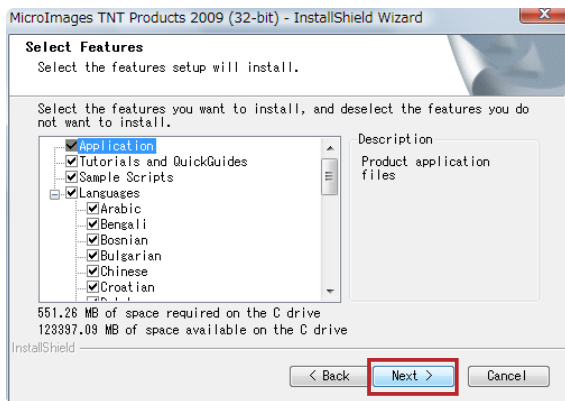 MicroImages TNT Products 2009 (32-bit) - InstallShield Wizard
Select Features
Select the features setup will install.
Select the features you want to install, and deselect the features you do
not want to install.
Application
Tutorials and QuickGuides
Sample Scripts
Languages
Arabic
Bengali
Bosnian
Bulgarian
Chinese
Croatian
Description
Product application
files
551.26 MB of space required on the C drive
123397.09 MB of space available on the C drive
InstallShield
< Back
Next >
Cancel